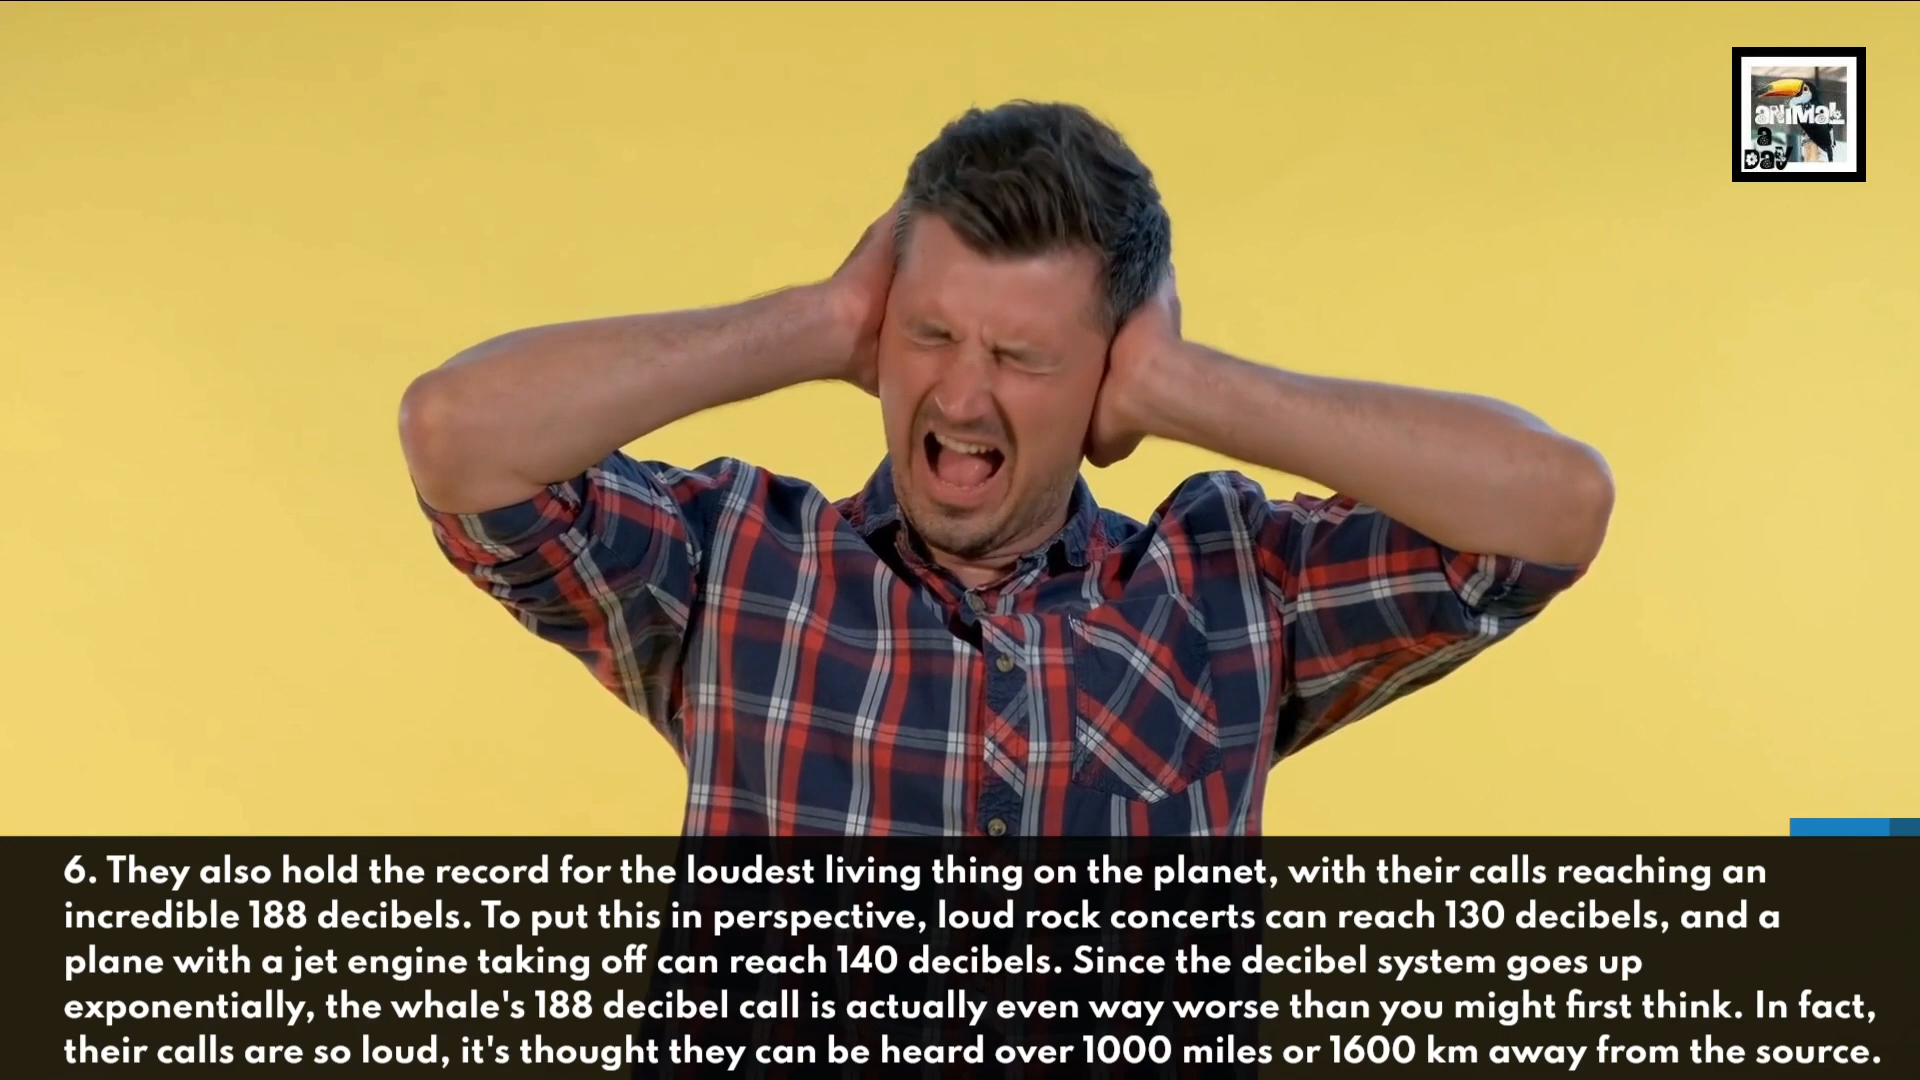 aNiMaL
a
Day
6. They also hold the record for the loudest living thing on the planet, with their calls reaching an
incredible 188 decibels. To put this in perspective, loud rock concerts can reach 130 decibels, and a
plane with a jet engine taking off can reach 140 decibels. Since the decibel system goes up
exponentially, the whale's 188 decibel call is actually even way worse than you might first think. In fact,
their calls are so loud, it's thought they can be heard over 1000 miles or 1600 km away from the source.